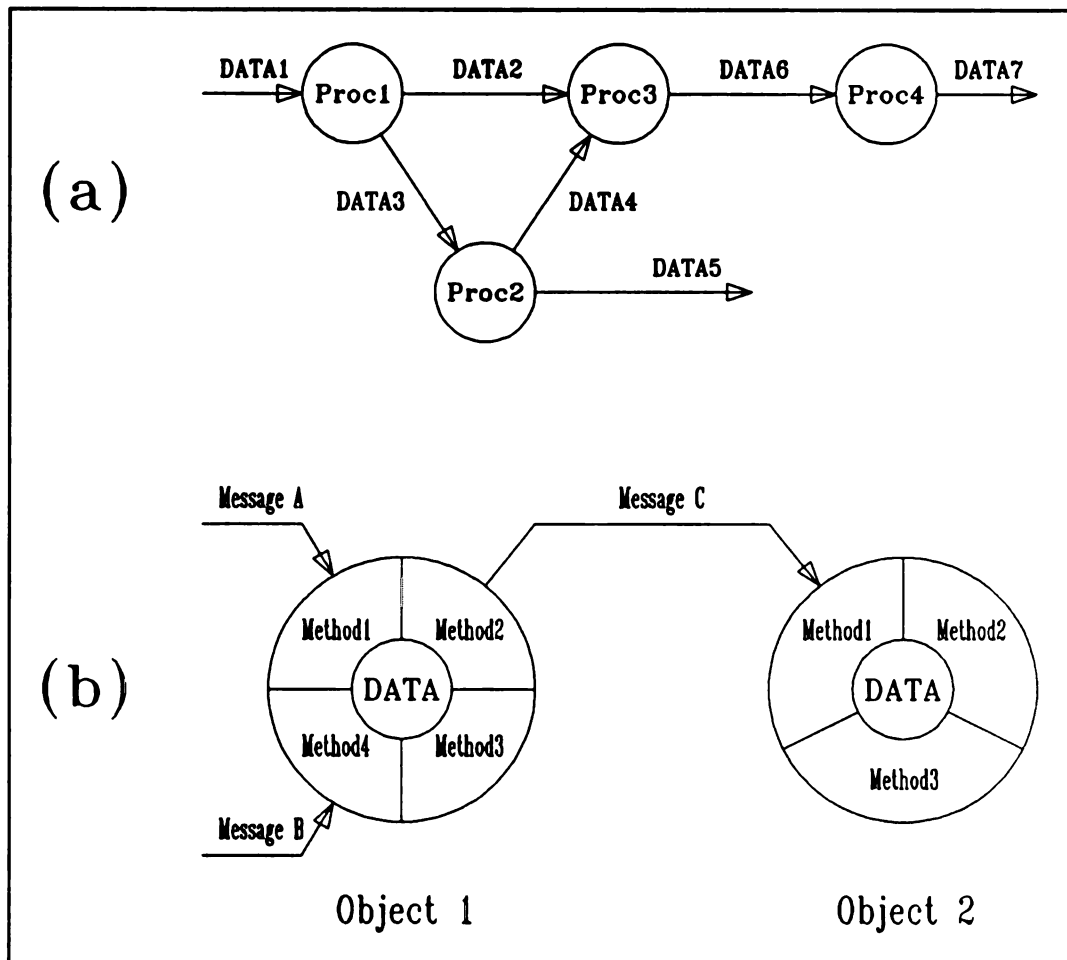 DATA1
DATA2
DATA6
DATA7
Proc1
Proc3
Proc4
(a)
DATA3
DATA4
DATA5
Proc2
Message A
Message C
Method1
Method2
Method1
Method2
(b)
DATA
DATA
Method4
Method3
Method3
Message B
Object 1
Object 2